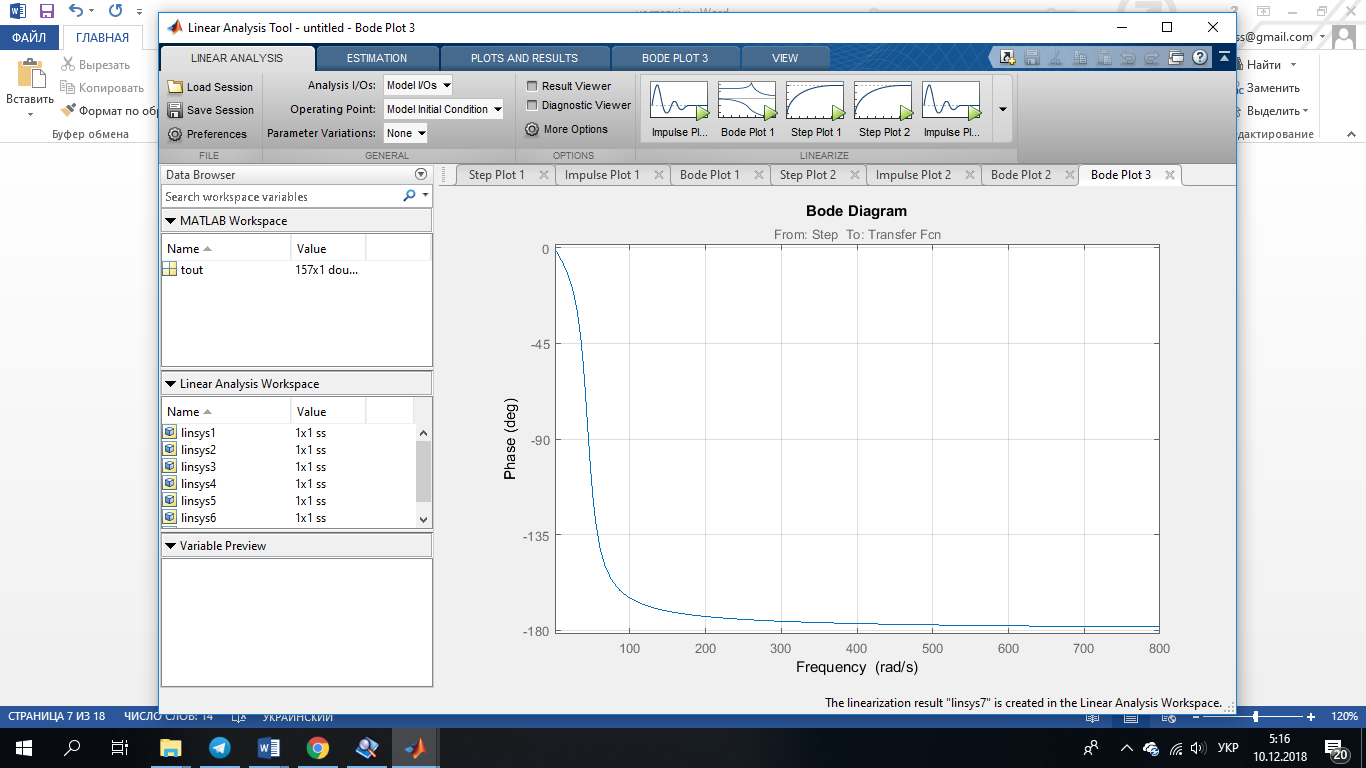 ss@gmail.com
ФАЙЛ
ГЛАВНАЯ
Вставить
Вырезать
Копировать
Формат по об
Буфер обмена
Найти
Заменить
Выделить
Linear Analysis Tool - untitled - Bode Plot 3
LINEAR ANALYSIS ESTIMATION PLOTS AND RESULTS BODE PLOT 3 VIEW
Load Session
Save Session
Preferences
FILE
Analysis I/Os: Model I/Os
Operating Point: Model Initial Condition
Parameter Variations: None
GENERAL
Result Viewer
Diagnostic Viewer
More Options
OPTIONS
Impulse Pl... Bode Plot 1 Step Plot 1 Step Plot 2 Impulse Pl...
LINEARIZE
Data Browser
Search workspace variables
MATLAB Workspace
Name Value
tout 157x1 dou...
Linear Analysis Workspace
Name Value
linsys1 1x1 ss
linsys2 1x1 ss
linsys3 1x1 ss
linsys4 1x1 ss
linsys5 1x1 ss
linsys6 1x1 ss
Variable Preview
Step Plot 1 Impulse Plot 1 Bode Plot 1 Step Plot 2 Impulse Plot 2 Bode Plot 2 Bode Plot 3
Bode Diagram
From: Step To: Transfer Fcn
Phase (deg)
0
-45
-90
-135
-180
100 200 300 400 500 600 700 800
Frequency (rad/s)
The linearization result "linsys7" is created in the Linear Analysis Workspace.
СТРАНИЦА 7 ИЗ 18 ЧИСЛО СЛОВ: 14 УКРАИНСКИЙ
120%
УКР
5:16
10.12.2018
20